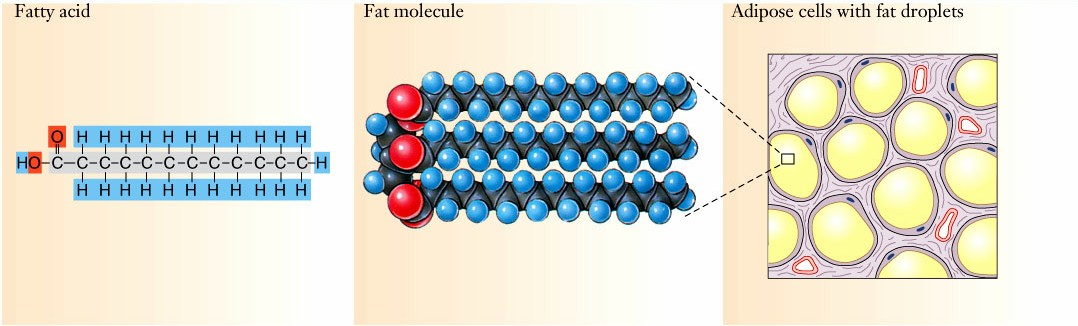 Fatty acid
O H H H H H H H H H H H
HO-C-C-C-C-C-C-C-C-C-C-C-C-H
H H H H H H H H H H H
Fat molecule
Adipose cells with fat droplets